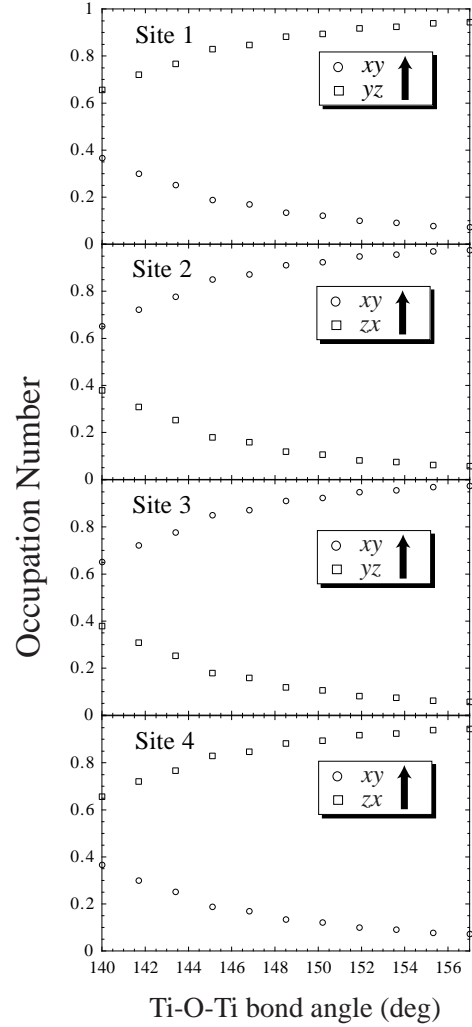 1
Site 1
xy
yz
0.8
0.6
0.4
0.2
0
Site 2
xy
zx
0.8
0.6
0.4
0.2
0
Site 3
xy
yz
0.8
0.6
0.4
0.2
0
Site 4
xy
zx
0.8
0.6
0.4
0.2
0
140 142 144 146 148 150 152 154 156
Occupation Number
Ti-O-Ti bond angle (deg)